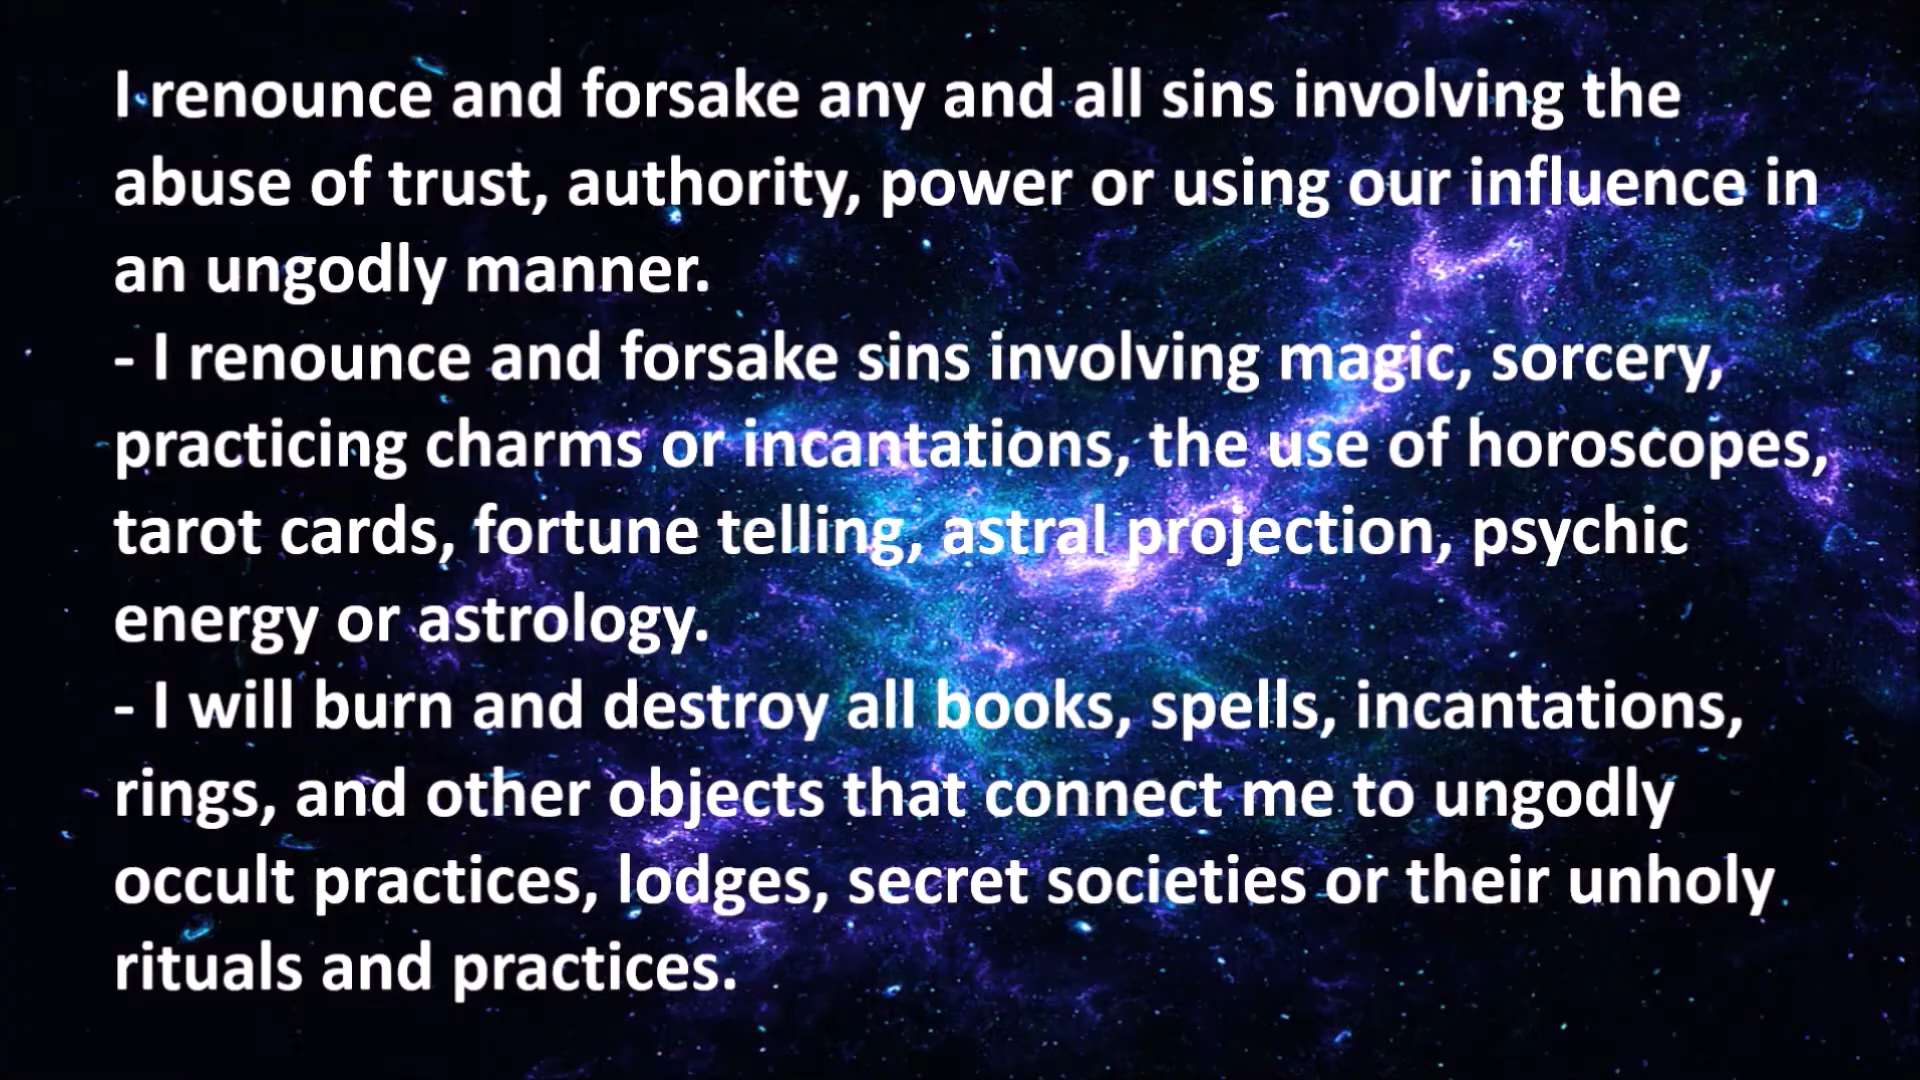 I renounce and forsake any and all sins involving the
abuse of trust, authority, power or using our influence in
an ungodly manner.
- I renounce and forsake sins involving magic, sorcery,
practicing charms or incantations, the use of horoscopes,
tarot cards, fortune telling, astral projection, psychic
energy or astrology.
- I will burn and destroy all books, spells, incantations,
rings, and other objects that connect me to ungodly
occult practices, lodges, secret societies or their unholy
rituals and practices.